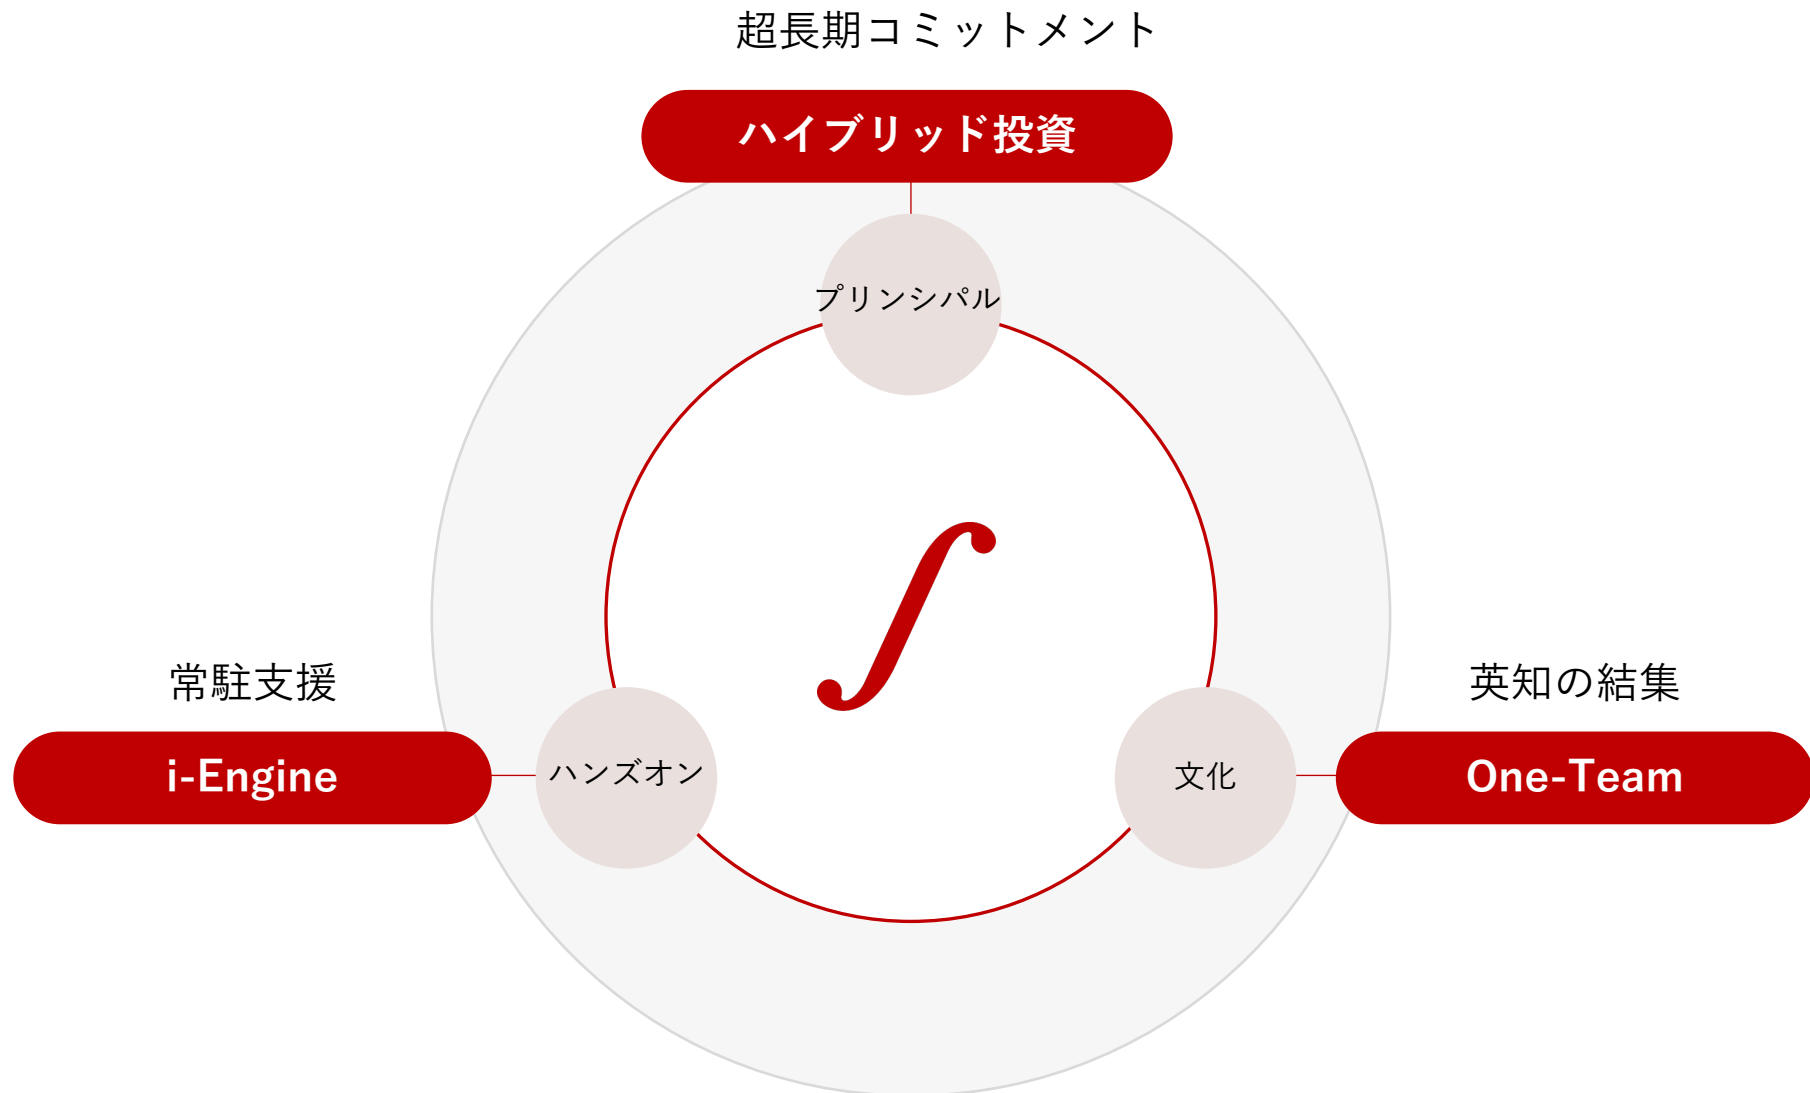 超長期コミットメント
ハイブリッド投資
プリンシパル
∫
常駐支援
i-Engine
ハンズオン
英知の結集
One-Team
文化